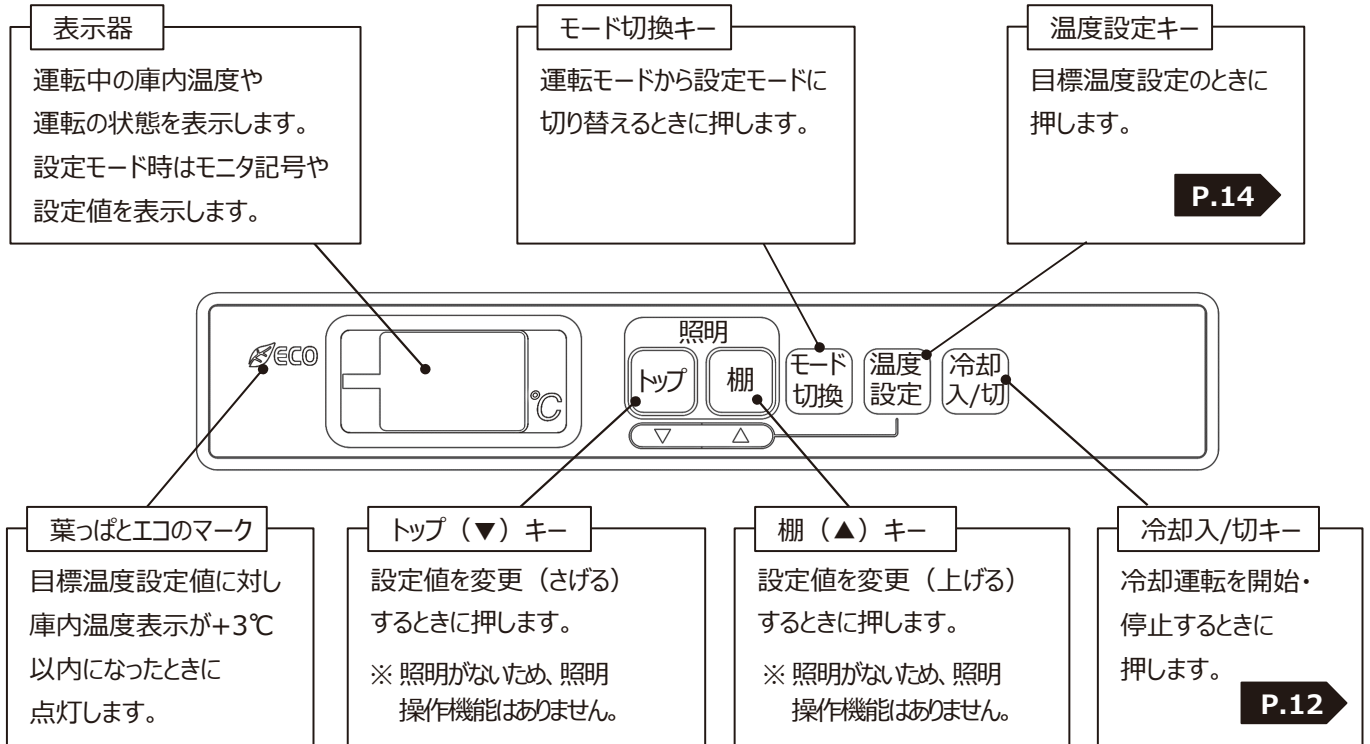 表示器
運転中の庫内温度や
運転の状態を表示します。
設定モード時はモニタ記号や
設定値を表示します。
モード切換キー
運転モードから設定モードに
切り替えるときに押します。
温度設定キー
目標温度設定のときに
押します。
P.14
ECO
℃
照明
トップ
棚
▽
△
モード
切換
温度
設定
冷却
入/切
葉っぱとエコのマーク
目標温度設定値に対し
庫内温度表示が+3℃
以内になったときに
点灯します。
トップ（▼）キー
設定値を変更（さげる）
するときに押します。
※ 照明がないため、照明
操作機能はありません。
棚（▲）キー
設定値を変更（上げる）
するときに押します。
※ 照明がないため、照明
操作機能はありません。
冷却入/切キー
冷却運転を開始・
停止するときに
押します。
P.12